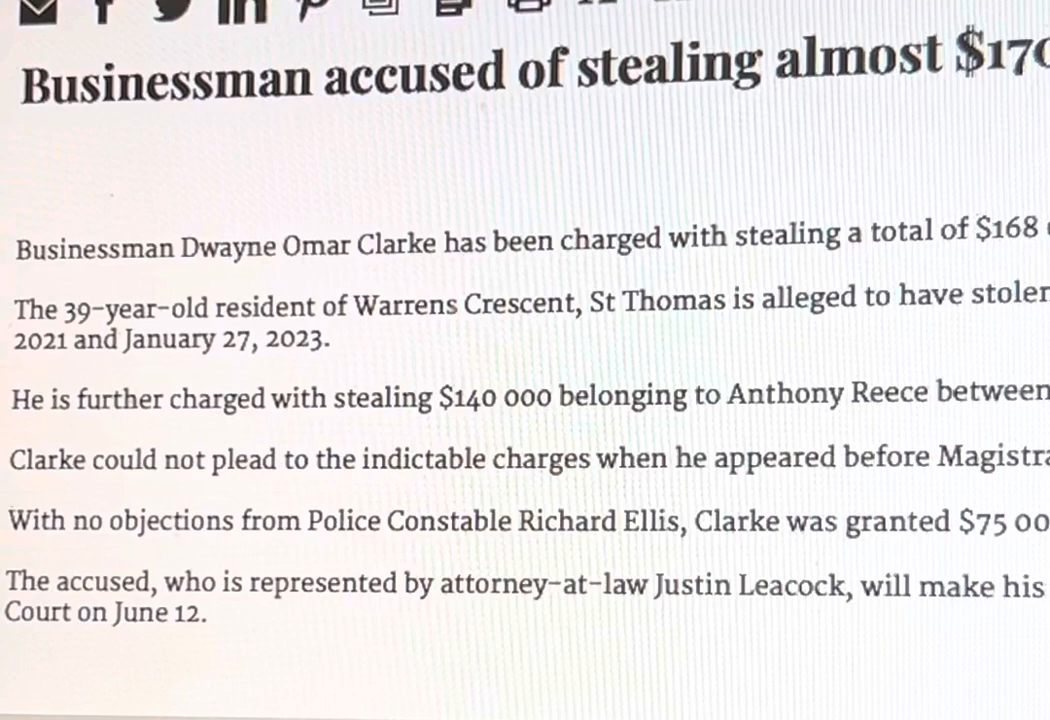 Businessman accused of stealing almost $170
Businessman Dwayne Omar Clarke has been charged with stealing a total of $168
The 39-year-old resident of Warrens Crescent, St Thomas is alleged to have stolen
2021 and January 27, 2023.
He is further charged with stealing $140 000 belonging to Anthony Reece between
Clarke could not plead to the indictable charges when he appeared before Magistra
With no objections from Police Constable Richard Ellis, Clarke was granted $75 00
The accused, who is represented by attorney-at-law Justin Leacock, will make his
Court on June 12.